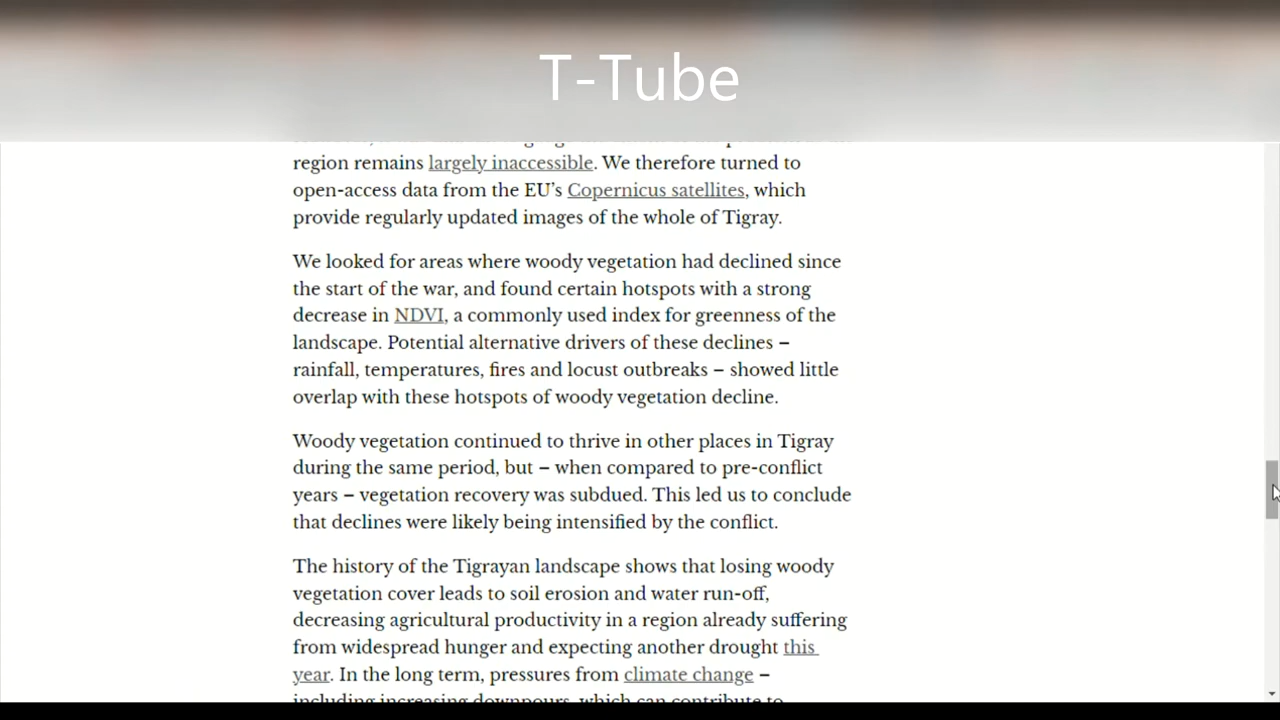 T-Tube
region remains largely inaccessible. We therefore turned to
open-access data from the EU’s Copernicus satellites, which
provide regularly updated images of the whole of Tigray.
We looked for areas where woody vegetation had declined since
the start of the war, and found certain hotspots with a strong
decrease in NDVI, a commonly used index for greenness of the
landscape. Potential alternative drivers of these declines –
rainfall, temperatures, fires and locust outbreaks – showed little
overlap with these hotspots of woody vegetation decline.
Woody vegetation continued to thrive in other places in Tigray
during the same period, but – when compared to pre-conflict
years – vegetation recovery was subdued. This led us to conclude
that declines were likely being intensified by the conflict.
The history of the Tigrayan landscape shows that losing woody
vegetation cover leads to soil erosion and water run-off,
decreasing agricultural productivity in a region already suffering
from widespread hunger and expecting another drought this
year. In the long term, pressures from climate change –
including increasing downpours, which can contribute to